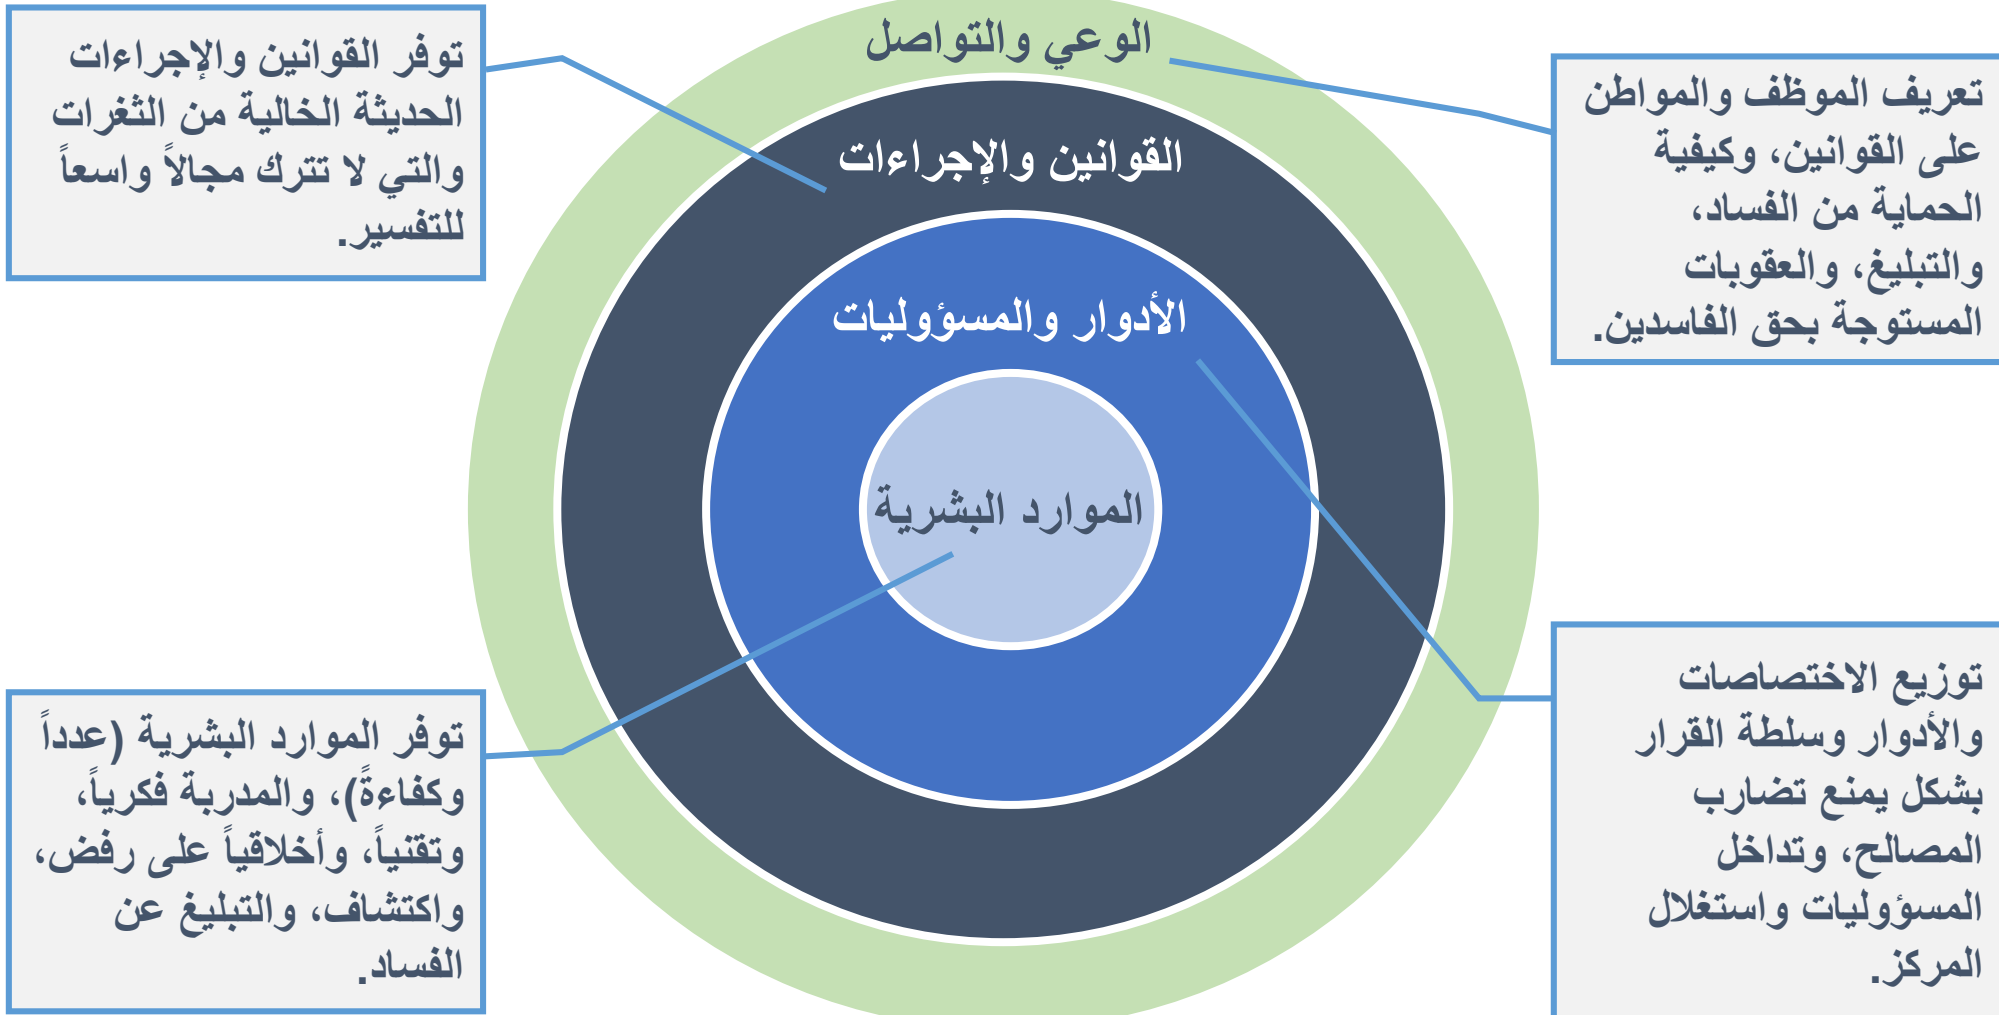 الوعي والتواصل
القوانين والإجراءات
الأدوار والمسؤوليات
الموارد البشرية
تعريف الموظف والمواطن
على القوانين، وكيفية
الحماية من الفساد،
والتبليغ، والعقوبات
المستوجة بحق الفاسدين.
توفر القوانين والإجراءات
الحديثة الخالية من الثغرات
والتي لا تترك مجالاً واسعاً
للتفسير.
توزيع الاختصاصات
والأدوار وسلطة القرار
بشكل يمنع تضارب
المصالح، وتداخل
المسؤوليات واستغلال
المركز.
توفر الموارد البشرية (عدداً
وكفاءةً)، والمدربة فكرياً،
وتقنياً، وأخلاقياً على رفض،
واكتشاف، والتبليغ عن
الفساد.